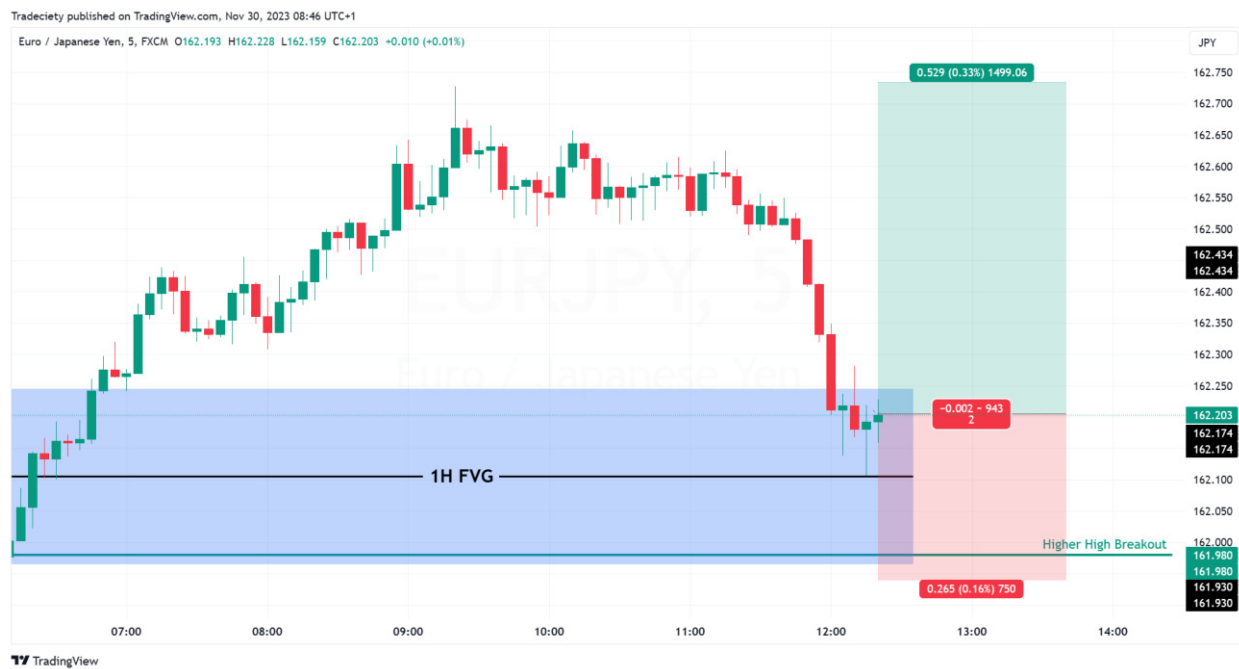 Tradeciety published on TradingView.com, Nov 30, 2023 08:46 UTC+1
Euro / Japanese Yen, 5, FXCM O162.193 H162.228 L162.159 C162.203 +0.010 (+0.01%)
JPY
0.529 (0.33%) 1499.06
162.750
162.700
162.650
162.600
162.550
162.500
162.434
162.434
162.400
162.350
162.300
162.250
EURJPY, 5
Euro / Japanese Yen
−0.002 ~ 943
2
162.203
162.174
162.174
1H FVG
162.100
162.050
162.000
Higher High Breakout
161.980
161.980
0.265 (0.16%) 750
161.930
161.930
07:00 08:00 09:00 10:00 11:00 12:00 13:00 14:00
TradingView